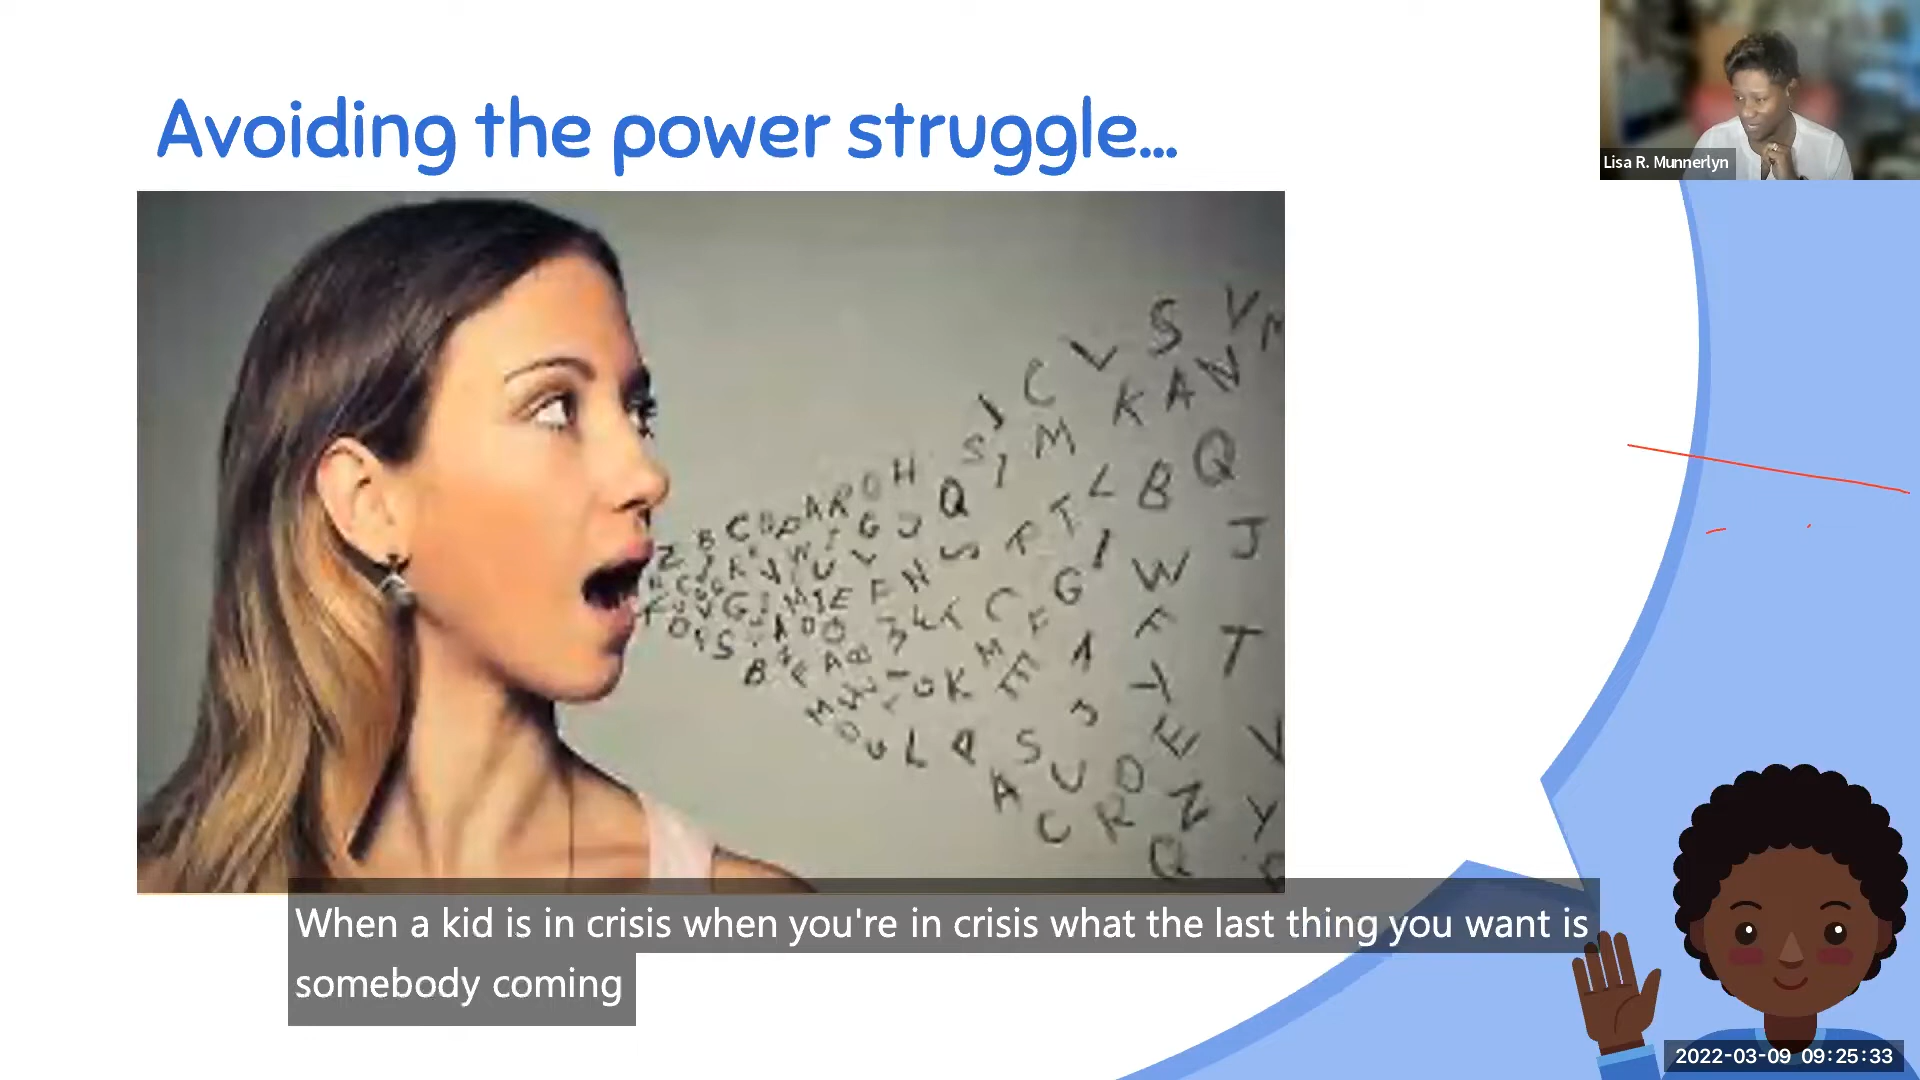 Avoiding the power struggle...
Lisa R. Munnerlyn
When a kid is in crisis when you're in crisis what the last thing you want is
somebody coming
2022-03-09 09:25:33